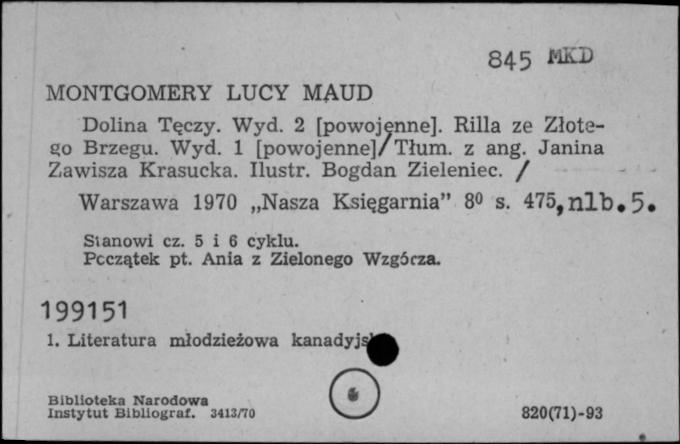 845 MKD
MONTGOMERY LUCY MAUD
Dolina Tęczy. Wyd. 2 [powojenne]. Rilla ze Złote-
go Brzegu. Wyd. 1 [powojenne]/Tłum. z ang. Janina
Zawisza Krasucka. Ilustr. Bogdan Zieleniec. /
Warszawa 1970 „Nasza Księgarnia” 8⁰ s. 475, nlb. 5.
Stanowi cz. 5 i 6 cyklu.
Początek pt. Ania z Zielonego Wzgórza.
199151
1. Literatura młodzieżowa
Biblioteka Narodowa
Instytut Bibliograf. 3413/70
820(71)-93